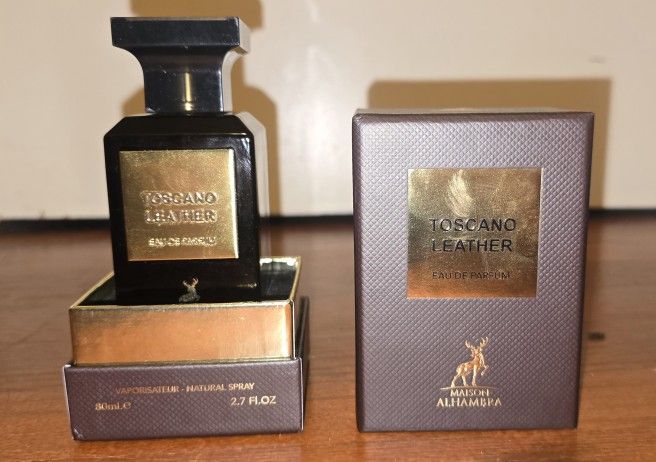 TOSCANO
LEATHER
EAU DE PARFUM
VAPORISATEUR - NATURAL SPRAY
80ml.℮
2.7 Fl.OZ
TOSCANO
LEATHER
EAU DE PARFUM
MAISON
ALHAMBRA